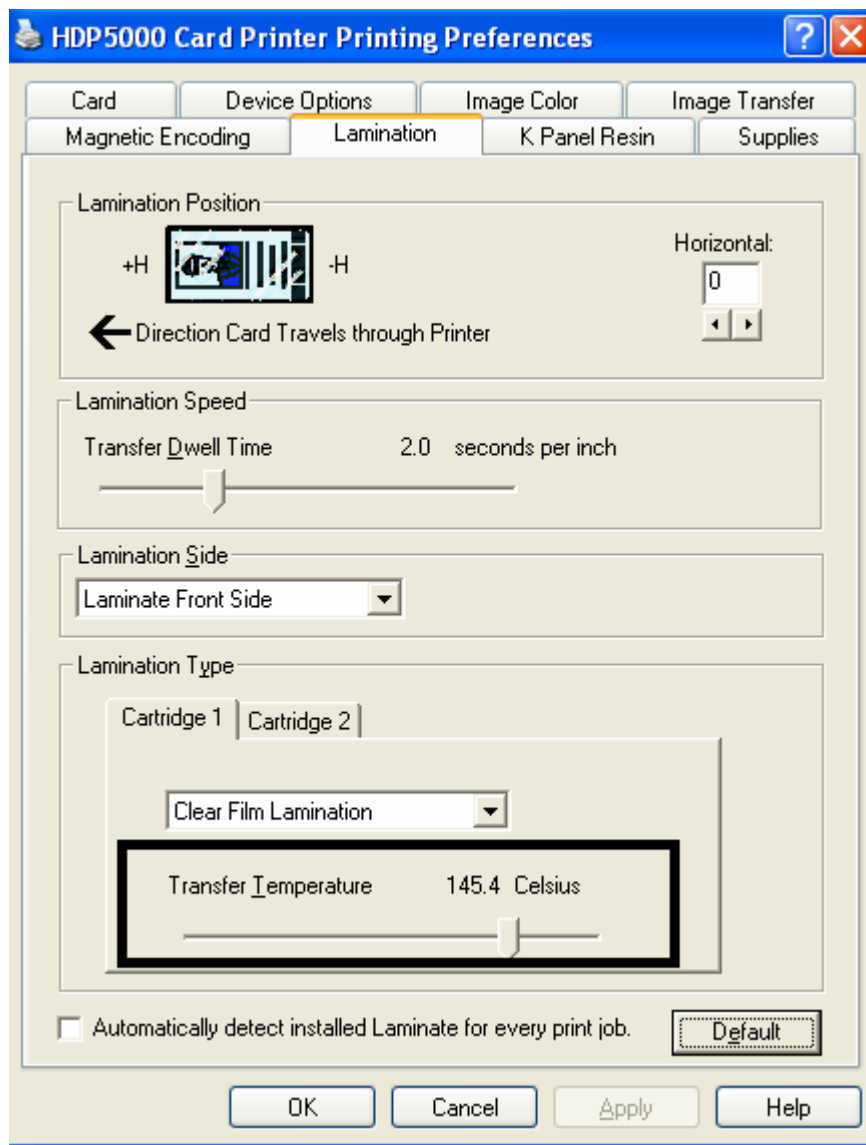 HDP5000 Card Printer Printing Preferences
Card Device Options Image Color Image Transfer
Magnetic Encoding Lamination K Panel Resin Supplies
Lamination Position
+H -H
Horizontal:
0
Direction Card Travels through Printer
Lamination Speed
Transfer Dwell Time 2.0 seconds per inch
Lamination Side
Laminate Front Side
Lamination Type
Cartridge 1 Cartridge 2
Clear Film Lamination
Transfer Temperature 145.4 Celsius
Automatically detect installed Laminate for every print job. Default
OK Cancel Apply Help